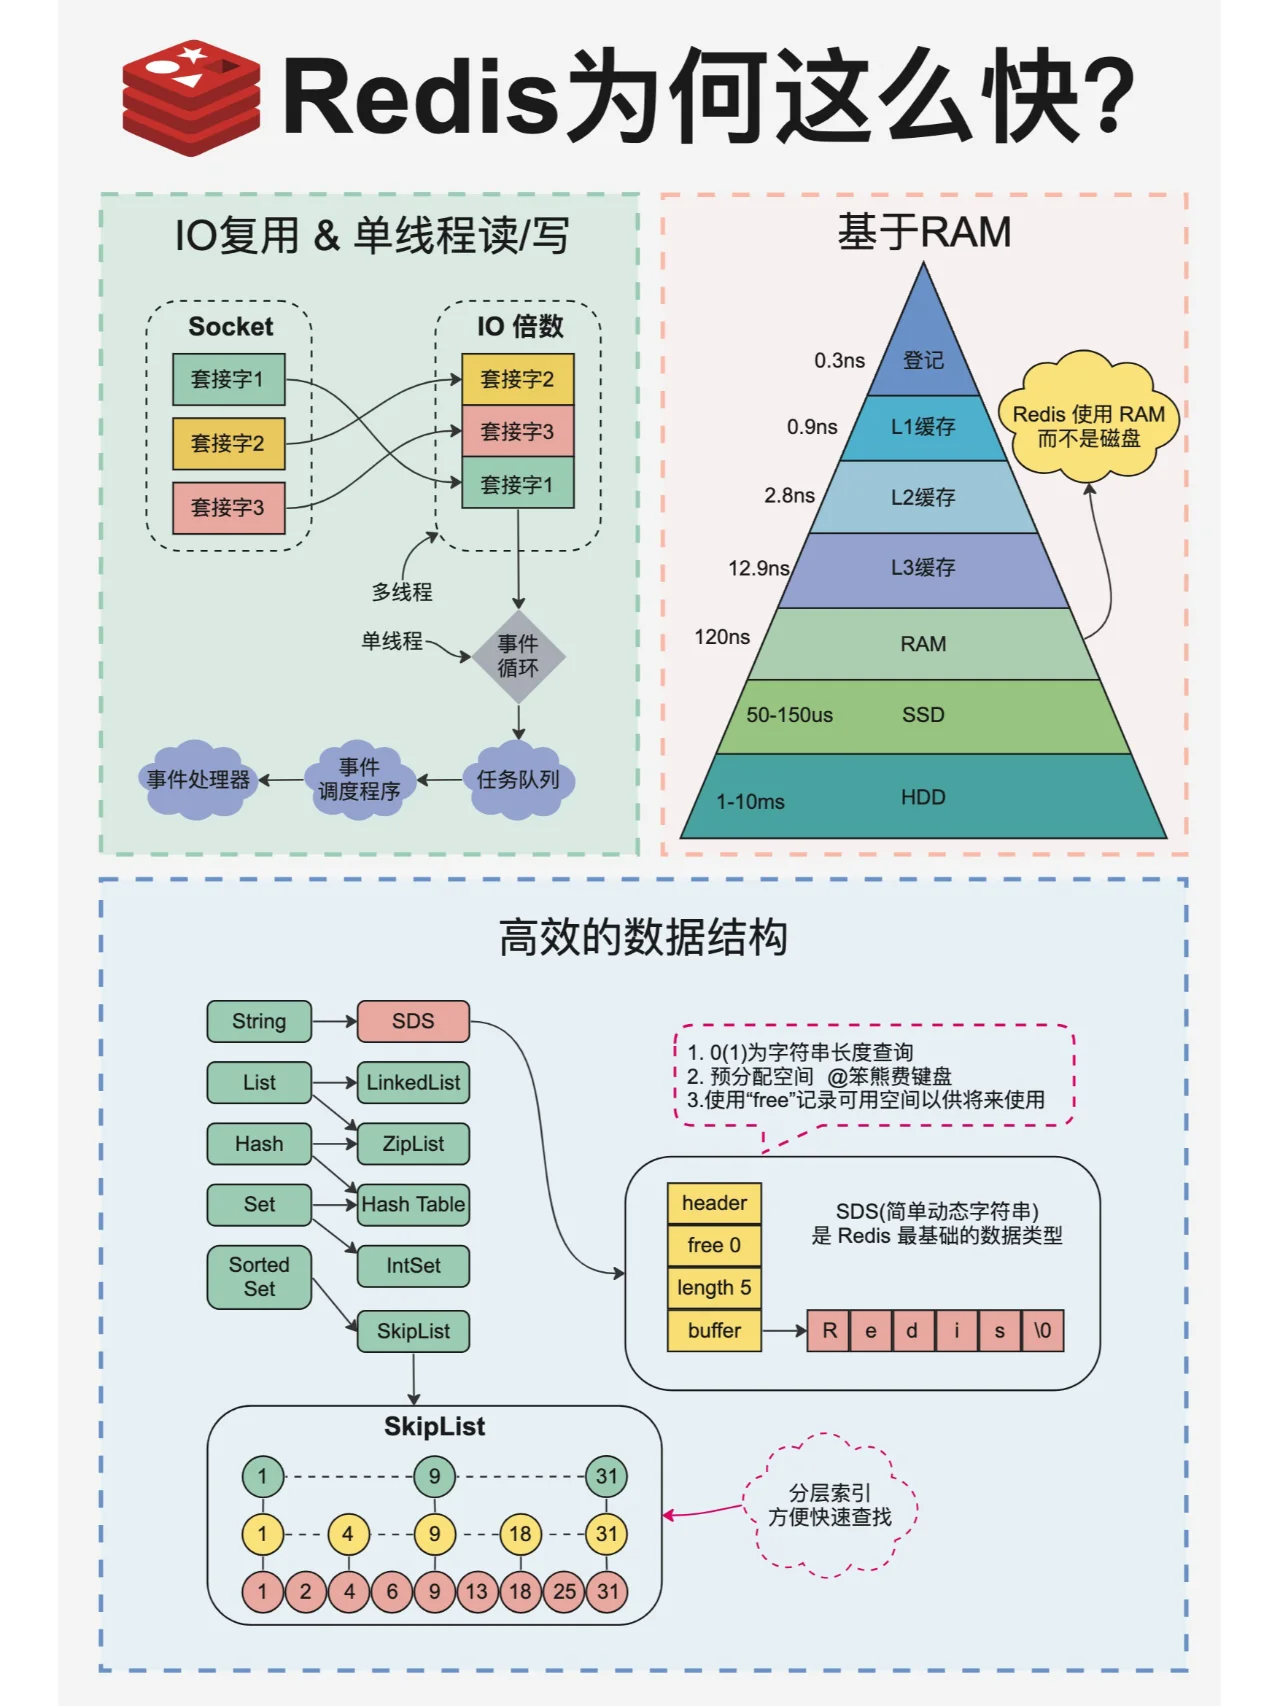 Redis为何这么快?
IO复用 & 单线程读/写
Socket
套接字1
套接字2
套接字3
IO 倍数
套接字2
套接字3
套接字1
多线程
单线程
事件
循环
事件处理器
事件
调度程序
任务队列
基于RAM
0.3ns
登记
0.9ns
L1缓存
2.8ns
L2缓存
12.9ns
L3缓存
120ns
RAM
50-150us
SSD
1-10ms
HDD
Redis 使用 RAM
而不是磁盘
高效的数据结构
String
SDS
List
LinkedList
Hash
ZipList
Set
Hash Table
Sorted
Set
IntSet
SkipList
1. 0(1)为字符串长度查询
2. 预分配空间 @笨熊费键盘
3.使用“free”记录可用空间以供将来使用
header
free 0
length 5
buffer
SDS(简单动态字符串)
是 Redis 最基础的数据类型
R e d i s \0
SkipList
1 9 31
1 4 9 18 31
1 2 4 6 9 13 18 25 31
分层索引
方便快速查找